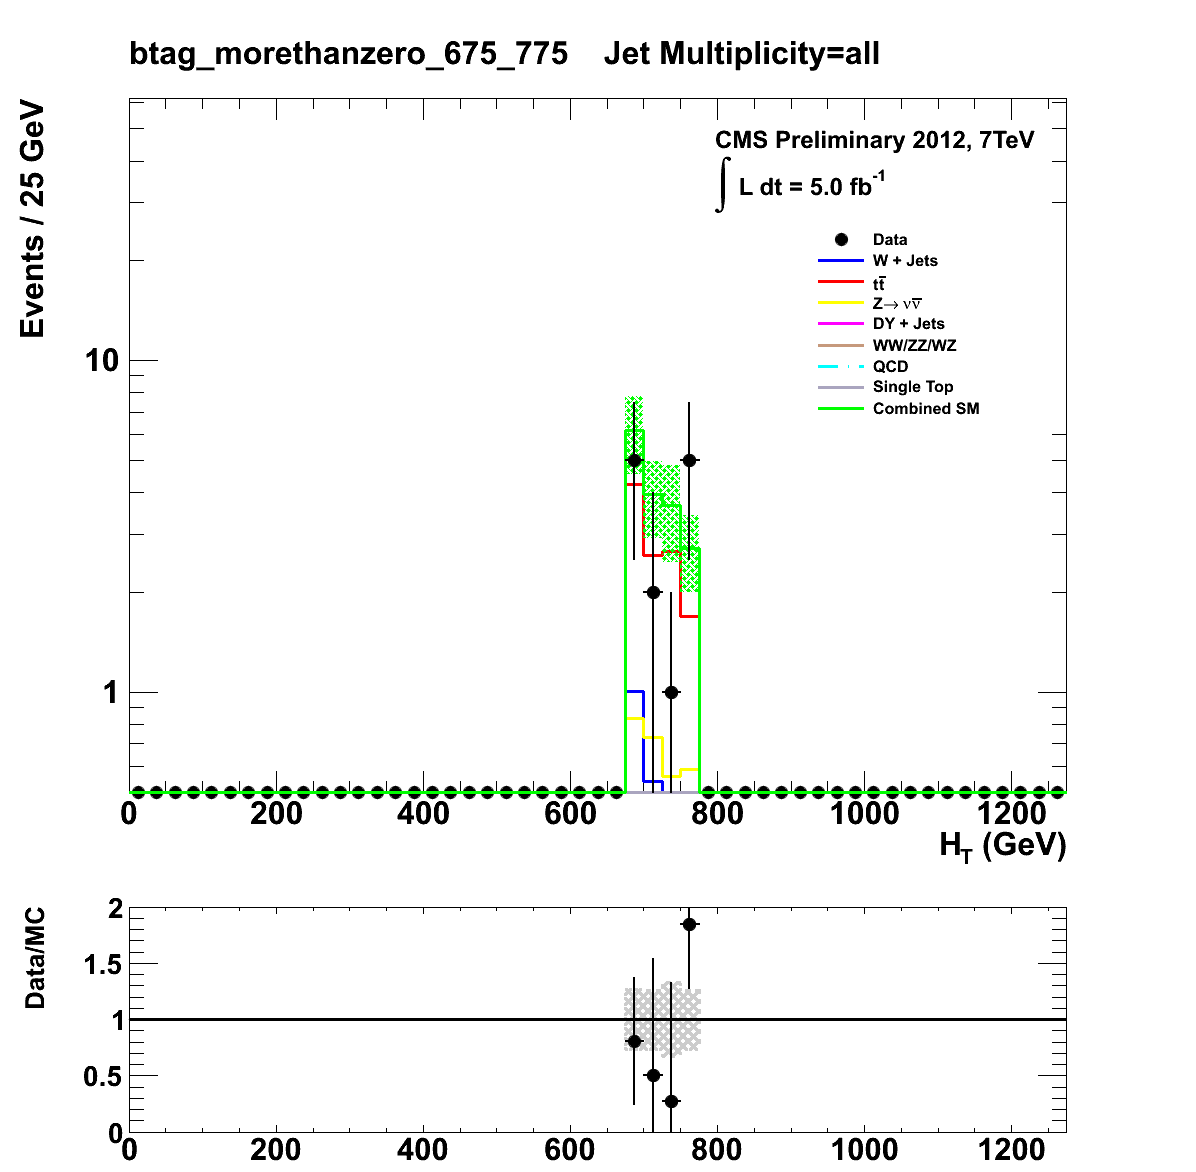 btag_morethanzero_675_775 Jet Multiplicity=all
Events / 25 GeV
CMS Preliminary 2012, 7TeV
∫ L dt = 5.0 fb⁻¹
Data
W + Jets
tt̅
Z→ νν̅
DY + Jets
WW/ZZ/WZ
QCD
Single Top
Combined SM
10
1
0 200 400 600 800 1000 1200
H_T (GeV)
Data/MC
2
1.5
1
0.5
0
0 200 400 600 800 1000 1200